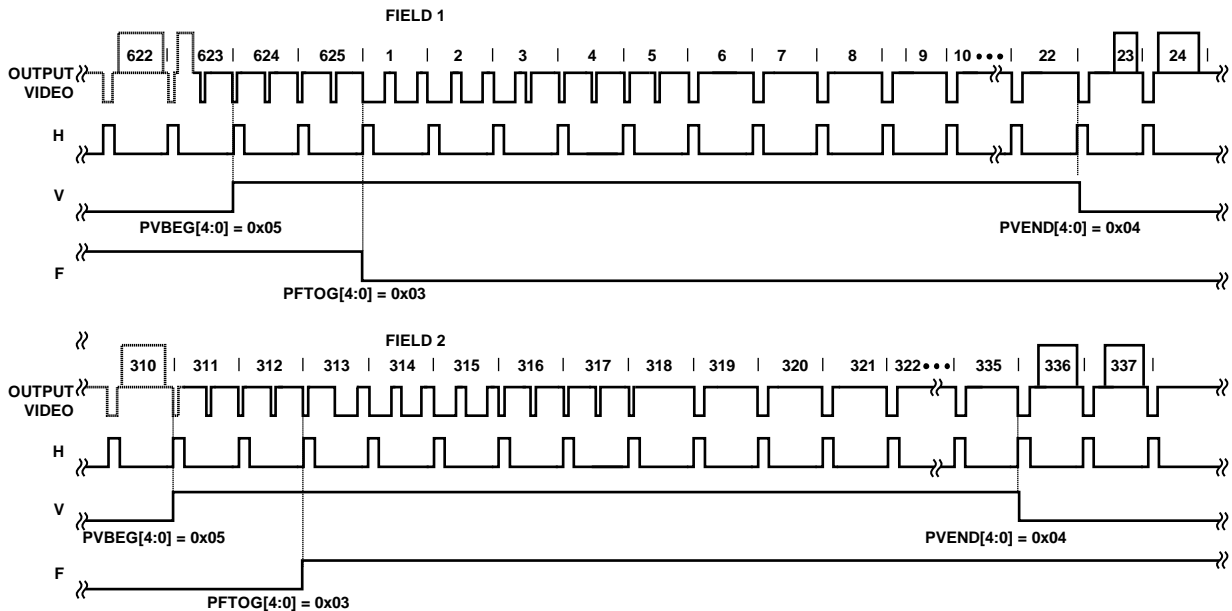 FIELD 1
622 623 624 625 1 2 3 4 5 6 7 8 9 10 ••• 22 23 24
OUTPUT
VIDEO
H
V
PVBEG[4:0] = 0x05
PVEND[4:0] = 0x04
F
PFTOG[4:0] = 0x03
FIELD 2
310 311 312 313 314 315 316 317 318 319 320 321 322 ••• 335 336 337
OUTPUT
VIDEO
H
V
PVBEG[4:0] = 0x05
PVEND[4:0] = 0x04
F
PFTOG[4:0] = 0x03